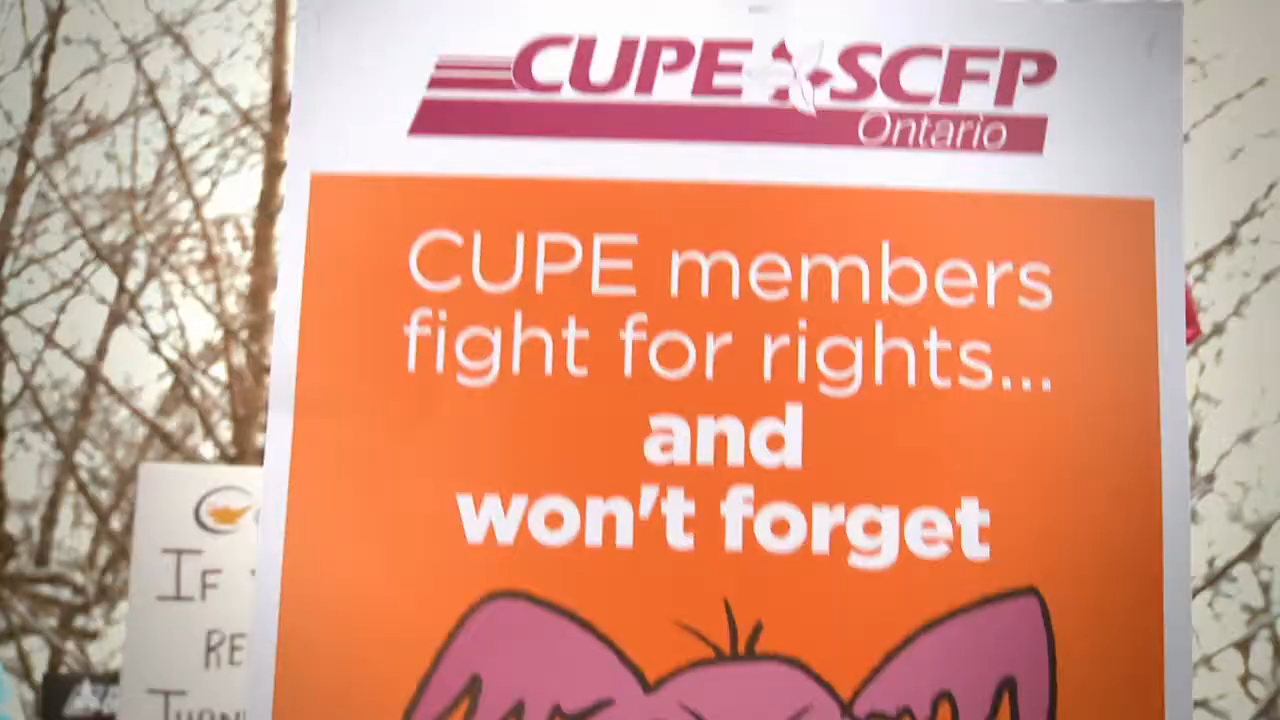 CUPE SCFP
Ontario
CUPE members
fight for rights...
and
won't forget
IF
RE